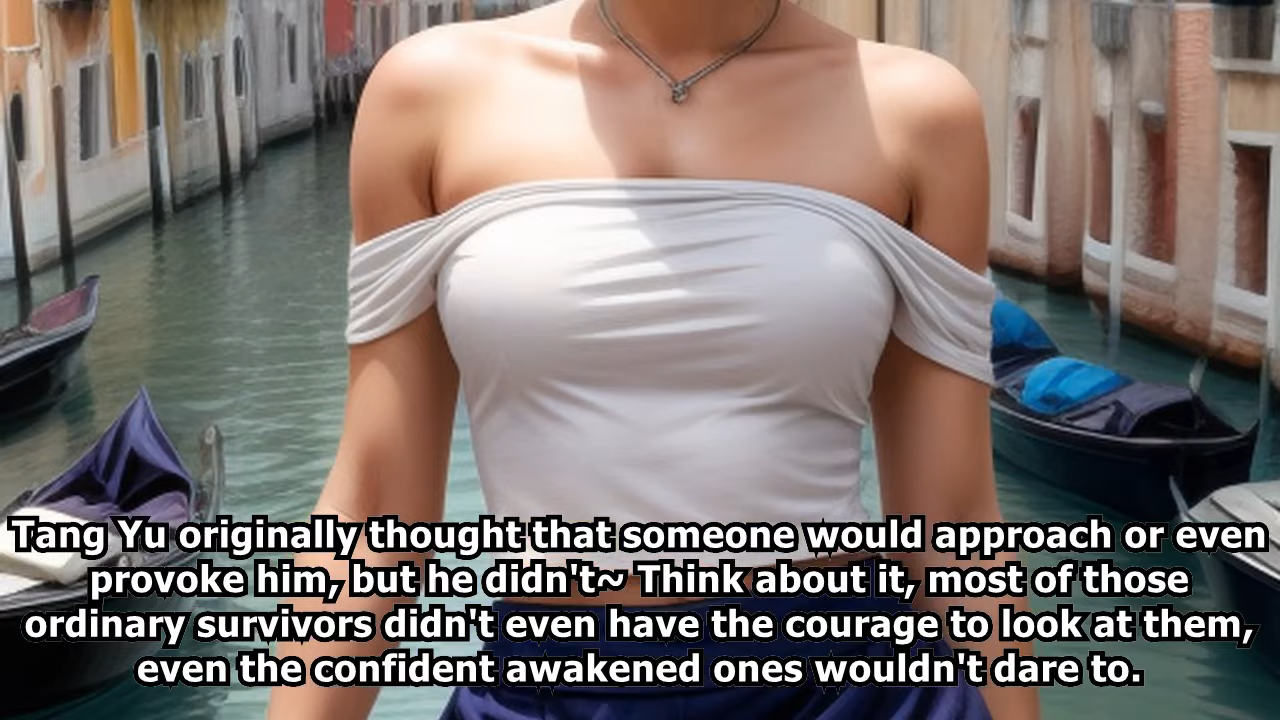 Tang Yu originally thought that someone would approach or even
provoke him, but he didn't~ Think about it, most of those
ordinary survivors didn't even have the courage to look at them,
even the confident awakened ones wouldn't dare to.